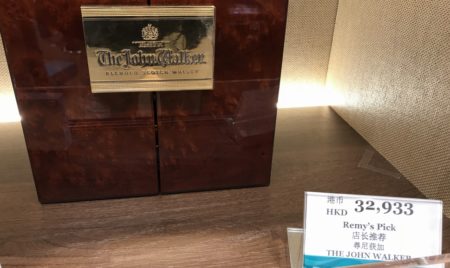 The John Walker.
BLENDED SCOTCH WHISKY
港币
HKD 32,933
Remy's Pick
店长推荐
尊尼获加
THE JOHN WALKER